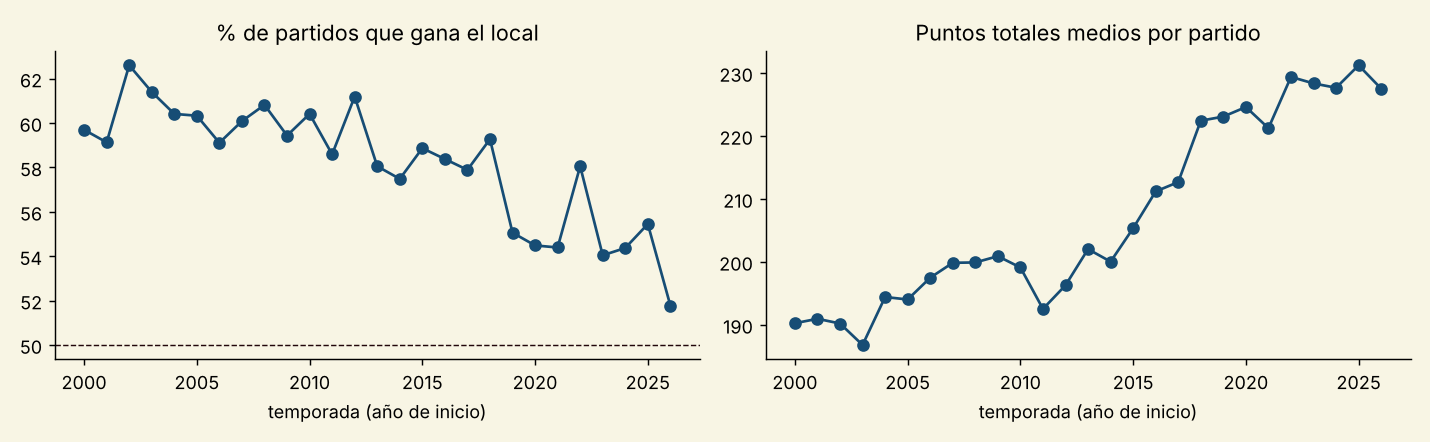 % de partidos que gana el local
62
60
58
56
54
52
50
2000 2005 2010 2015 2020 2025
temporada (año de inicio)
Puntos totales medios por partido
230
220
210
200
190
2000 2005 2010 2015 2020 2025
temporada (año de inicio)